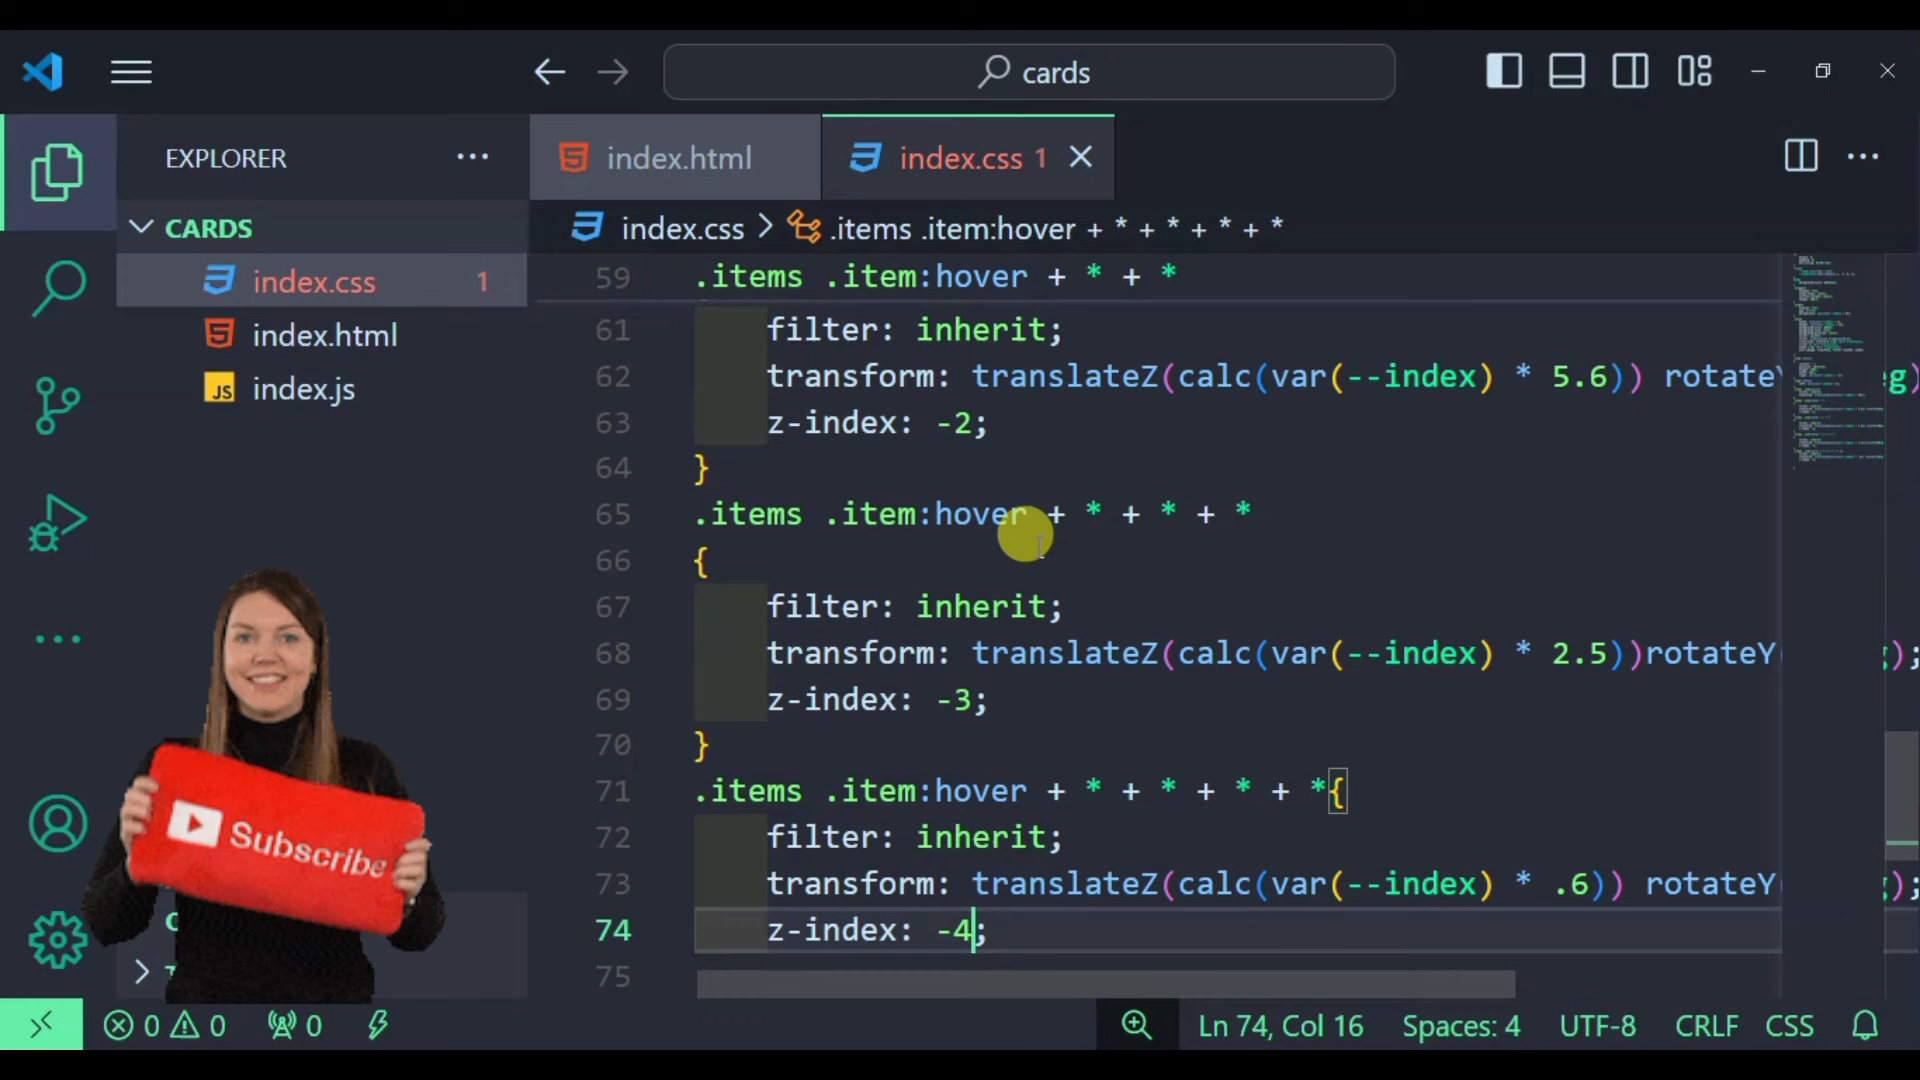 cards
EXPLORER
index.html
index.css 1
CARDS
index.css 1
index.html
JS index.js
index.css > .items .item:hover + * + * + * + *
59 .items .item:hover + * + *
61 filter: inherit;
62 transform: translateZ(calc(var(--index) * 5.6)) rotateY eg)
63 z-index: -2;
64 }
65 .items .item:hover + * + * + *
66 {
67 filter: inherit;
68 transform: translateZ(calc(var(--index) * 2.5))rotateY( );
69 z-index: -3;
70 }
71 .items .item:hover + * + * + * + *{
72 filter: inherit;
73 transform: translateZ(calc(var(--index) * .6)) rotateY( );
74 z-index: -4;
75
Subscribe
0 0 0
Ln 74, Col 16 Spaces: 4 UTF-8 CRLF CSS